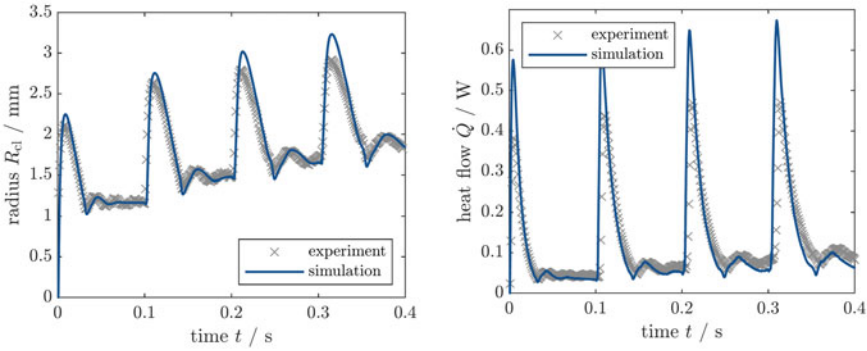 3.5
3
2.5
2
1.5
1
0.5
0
radius R_cl / mm
0 0.1 0.2 0.3 0.4
time t / s
experiment
simulation
0.6
0.5
0.4
0.3
0.2
0.1
0
heat flow Q̇ / W
0 0.1 0.2 0.3 0.4
time t / s
experiment
simulation